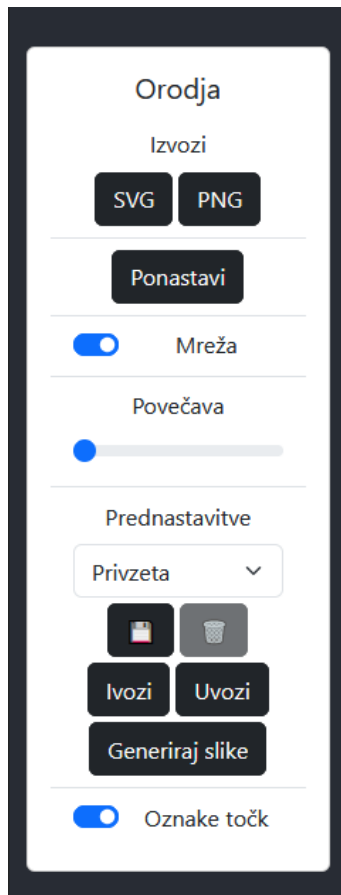 Orodja
Izvozi
SVG PNG
Ponastavi
Mreža
Povečava
Prednastavitve
Privzeta
Ivozi Uvozi
Generiraj slike
Oznake točk